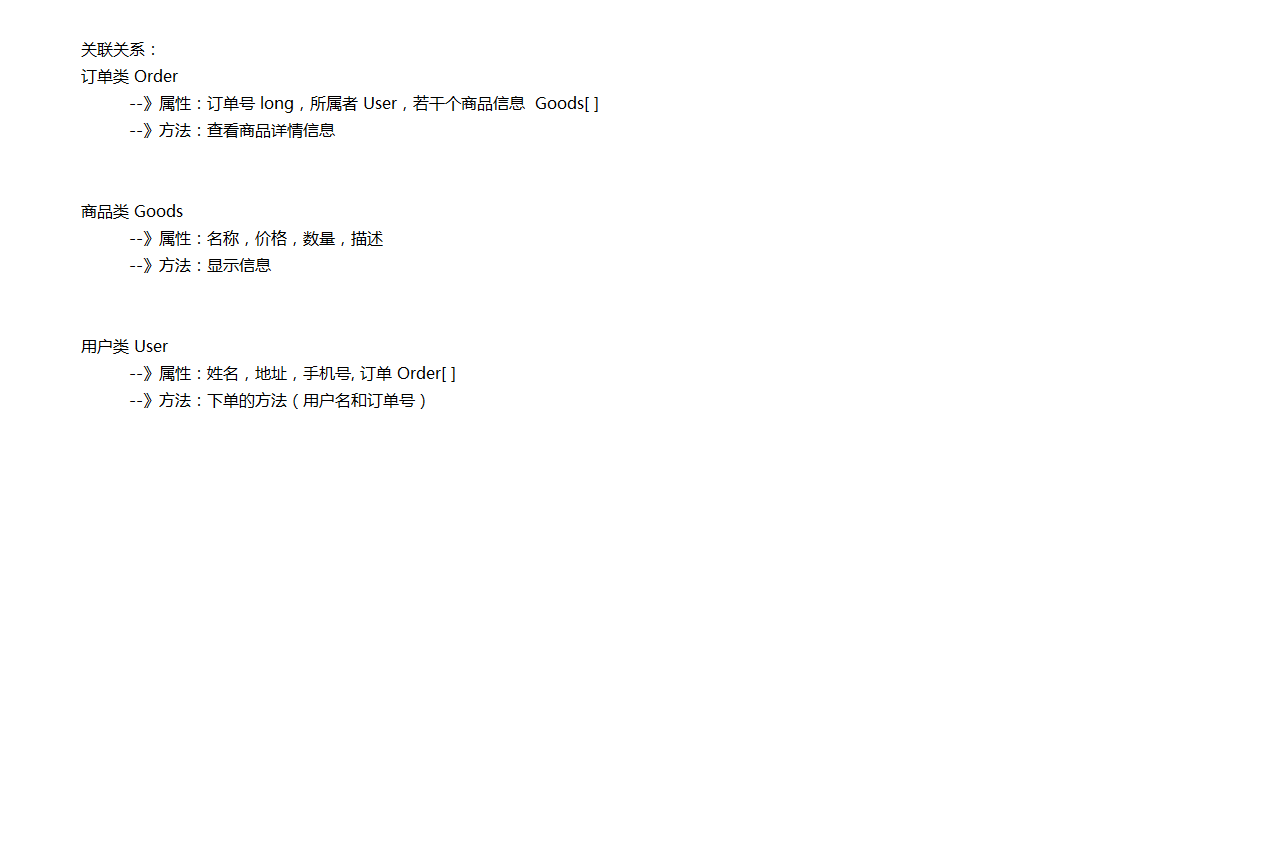 关联关系：
订单类 Order
--》属性：订单号 long，所属者 User，若干个商品信息  Goods[ ]
--》方法：查看商品详情信息
商品类 Goods
--》属性：名称，价格，数量，描述
--》方法：显示信息
用户类 User
--》属性：姓名，地址，手机号, 订单 Order[ ]
--》方法：下单的方法（用户名和订单号）